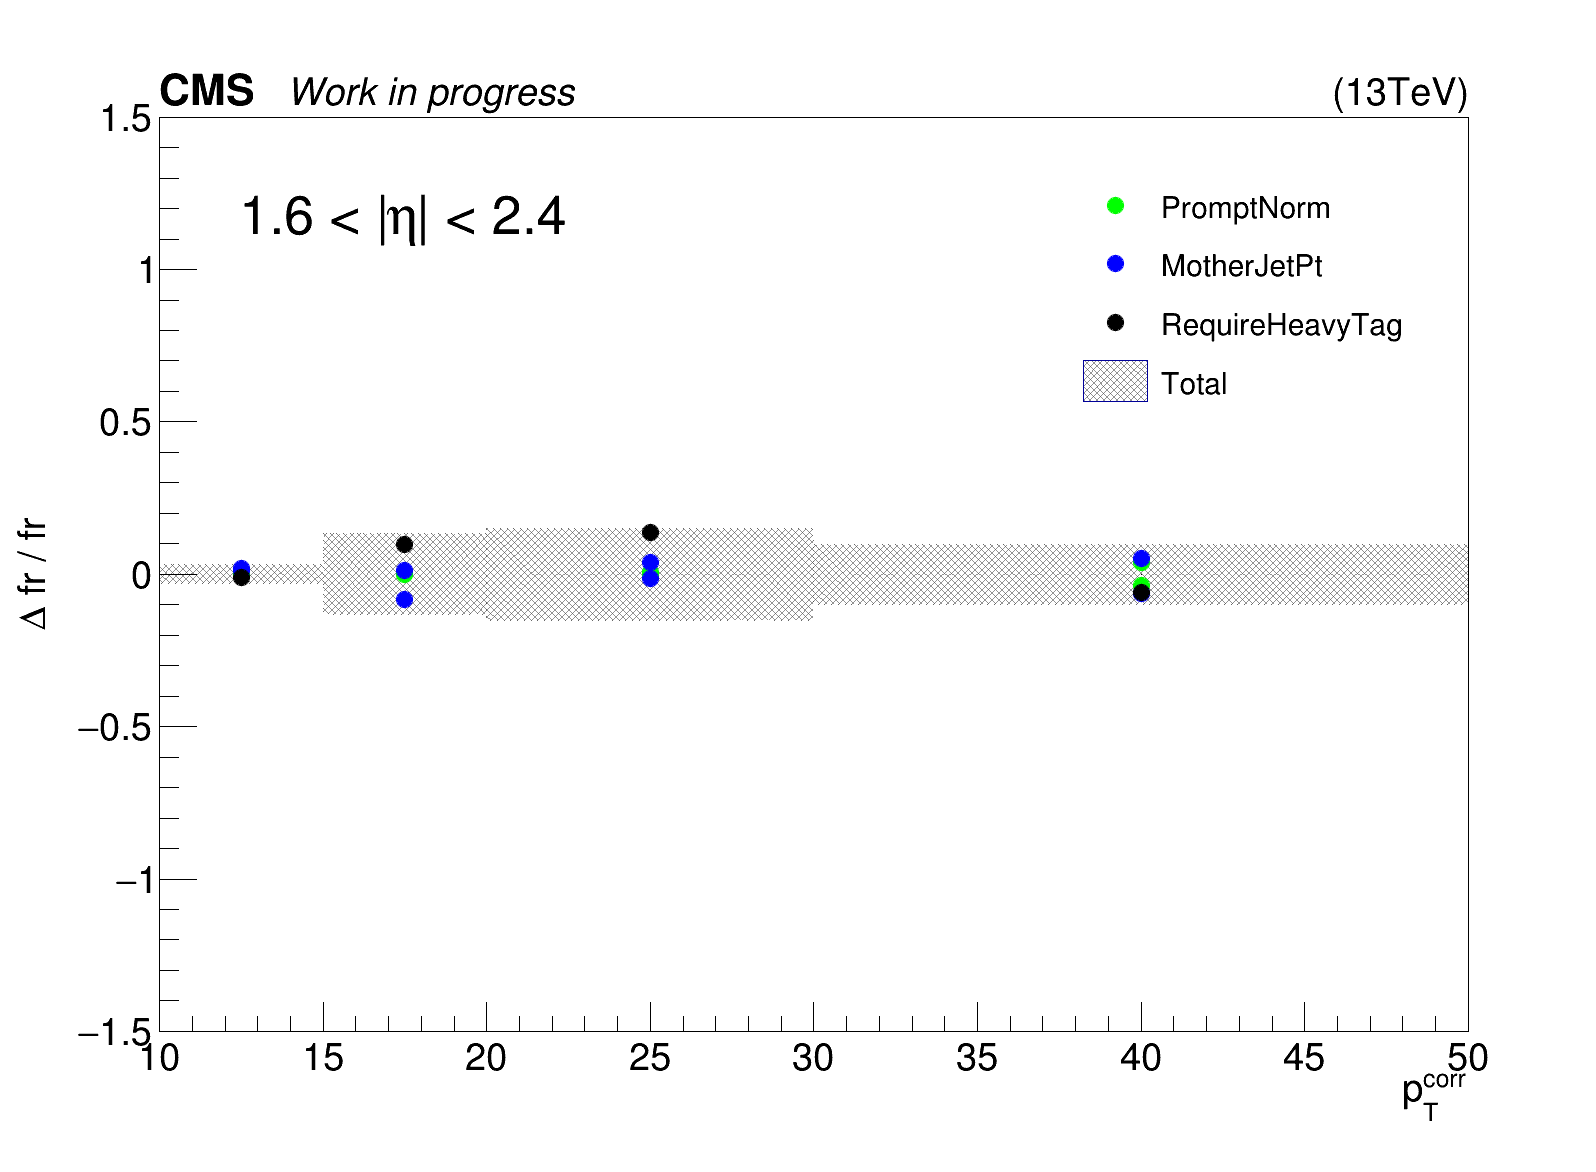 CMS Work in progress (13TeV)
1.6 < |η| < 2.4
PromptNorm
MotherJetPt
RequireHeavyTag
Total
Δ fr / fr
1.5
1
0.5
0
−0.5
−1
−1.5
10 15 20 25 30 35 40 45 50
p_T^corr